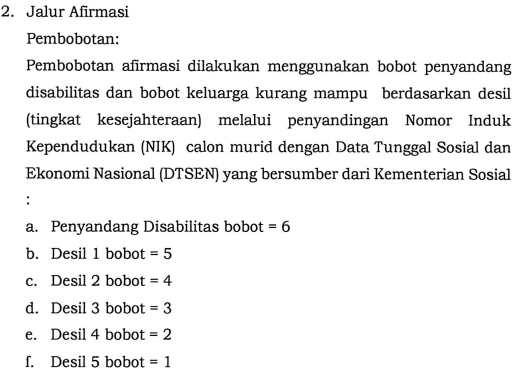 2. Jalur Afirmasi
Pembobotan:
Pembobotan afirmasi dilakukan menggunakan bobot penyandang
disabilitas dan bobot keluarga kurang mampu berdasarkan desil
(tingkat kesejahteraan) melalui penyandingan Nomor Induk
Kependudukan (NIK) calon murid dengan Data Tunggal Sosial dan
Ekonomi Nasional (DTSEN) yang bersumber dari Kementerian Sosial
:
a. Penyandang Disabilitas bobot = 6
b. Desil 1 bobot = 5
c. Desil 2 bobot = 4
d. Desil 3 bobot = 3
e. Desil 4 bobot = 2
f. Desil 5 bobot = 1